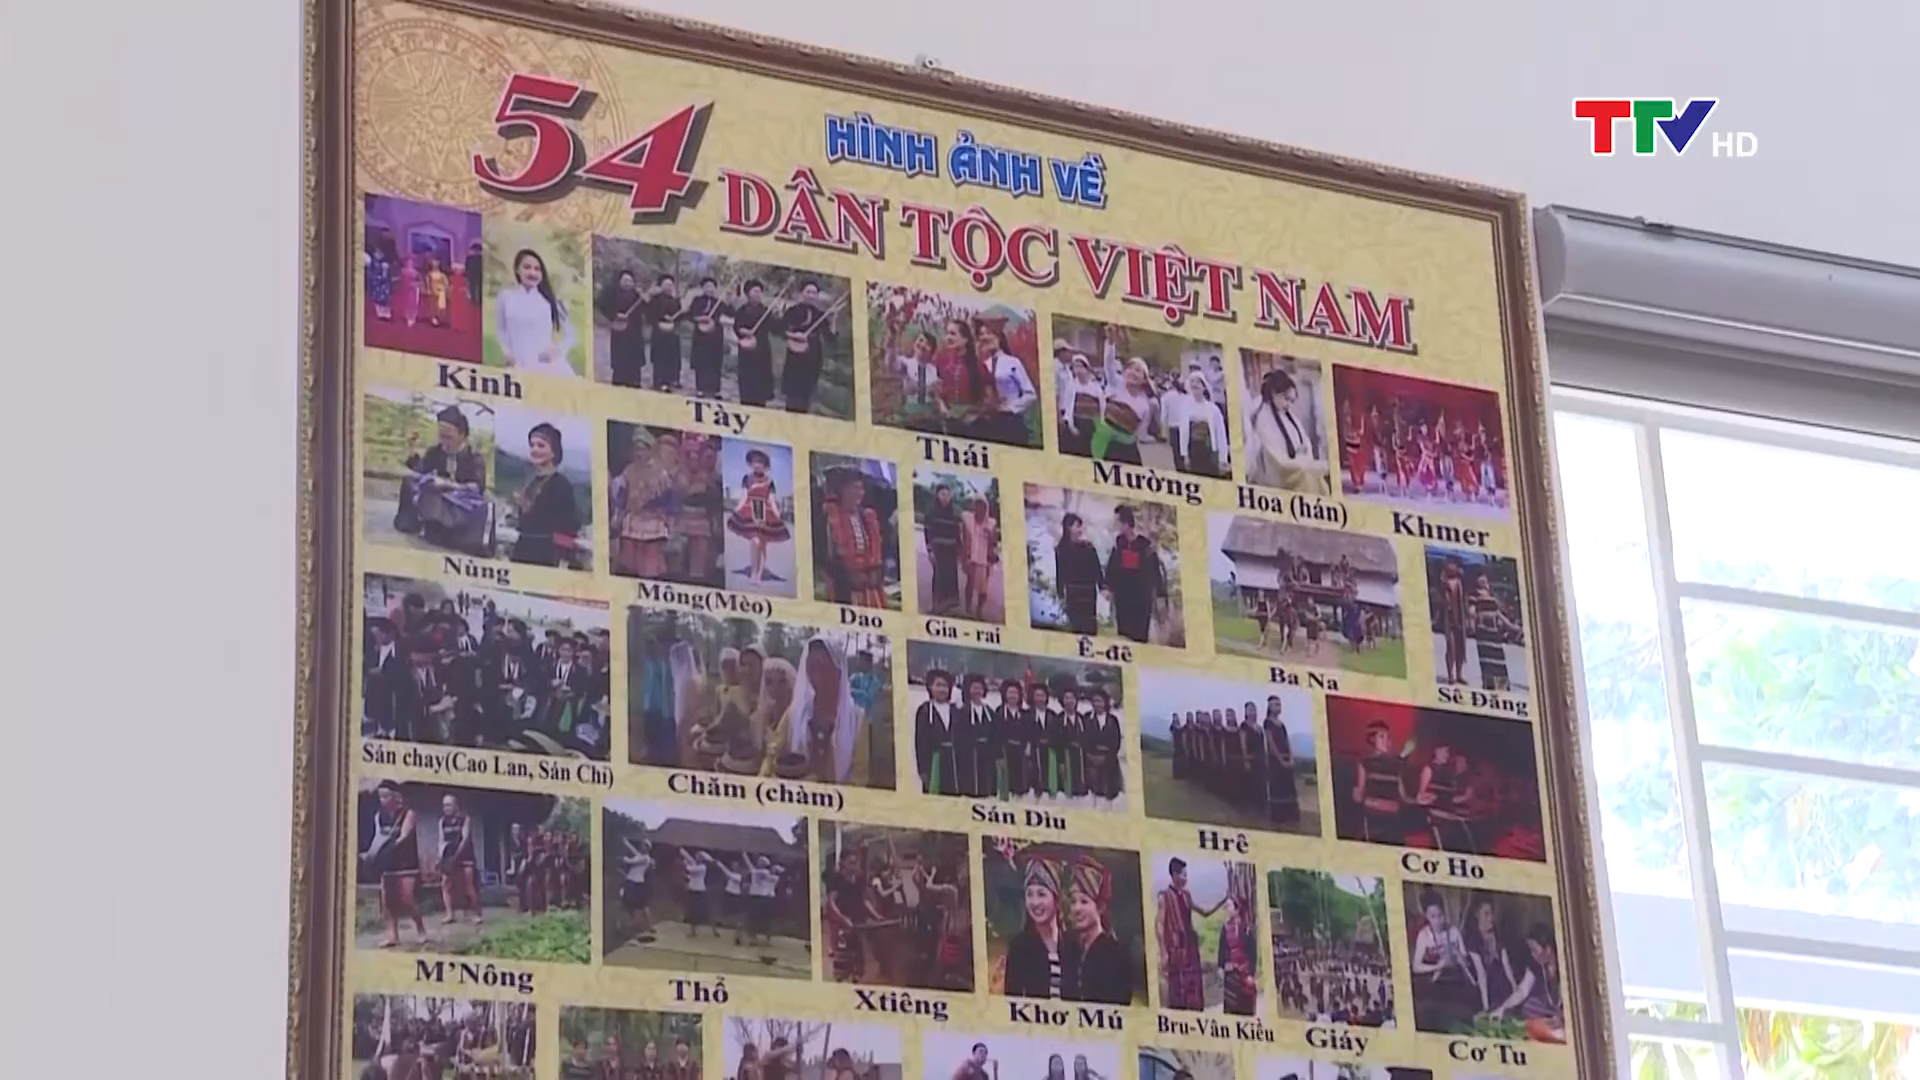 TTV HD
HÌNH ẢNH VỀ
54 DÂN TỘC VIỆT NAM
Kinh
Tày
Thái
Mường
Hoa (hán)
Khmer
Nùng
Mông(Mèo)
Dao
Gia - rai
Ê-đê
Ba Na
Sê Đăng
Sán chay(Cao Lan, Sán Chỉ)
Chăm (chàm)
Sán Dìu
Hrê
Cơ Ho
M'Nông
Thổ
Xtiêng
Khơ Mú
Bru-Vân Kiều
Giáy
Cơ Tu